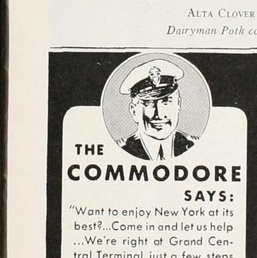 ALTA CLOVER
Dairyman Poth
THE
COMMODORE
SAYS:
"Want to enjoy New York at its
best?...Come in and let us help
...We're right at Grand Cen-
tral Terminal, just a few steps